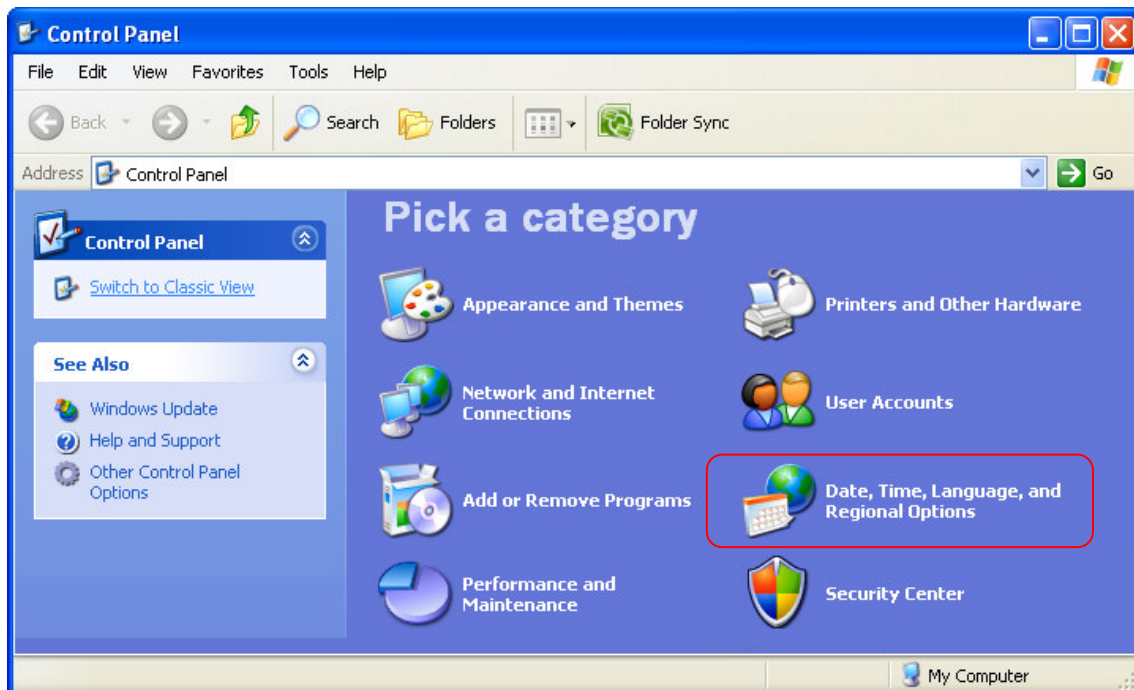 Control Panel
File Edit View Favorites Tools Help
Back Search Folders Folder Sync
Address Control Panel Go
Control Panel
Switch to Classic View
See Also
Windows Update
Help and Support
Other Control Panel
Options
Pick a category
Appearance and Themes
Printers and Other Hardware
Network and Internet
Connections
User Accounts
Add or Remove Programs
Date, Time, Language, and
Regional Options
Performance and
Maintenance
Security Center
My Computer